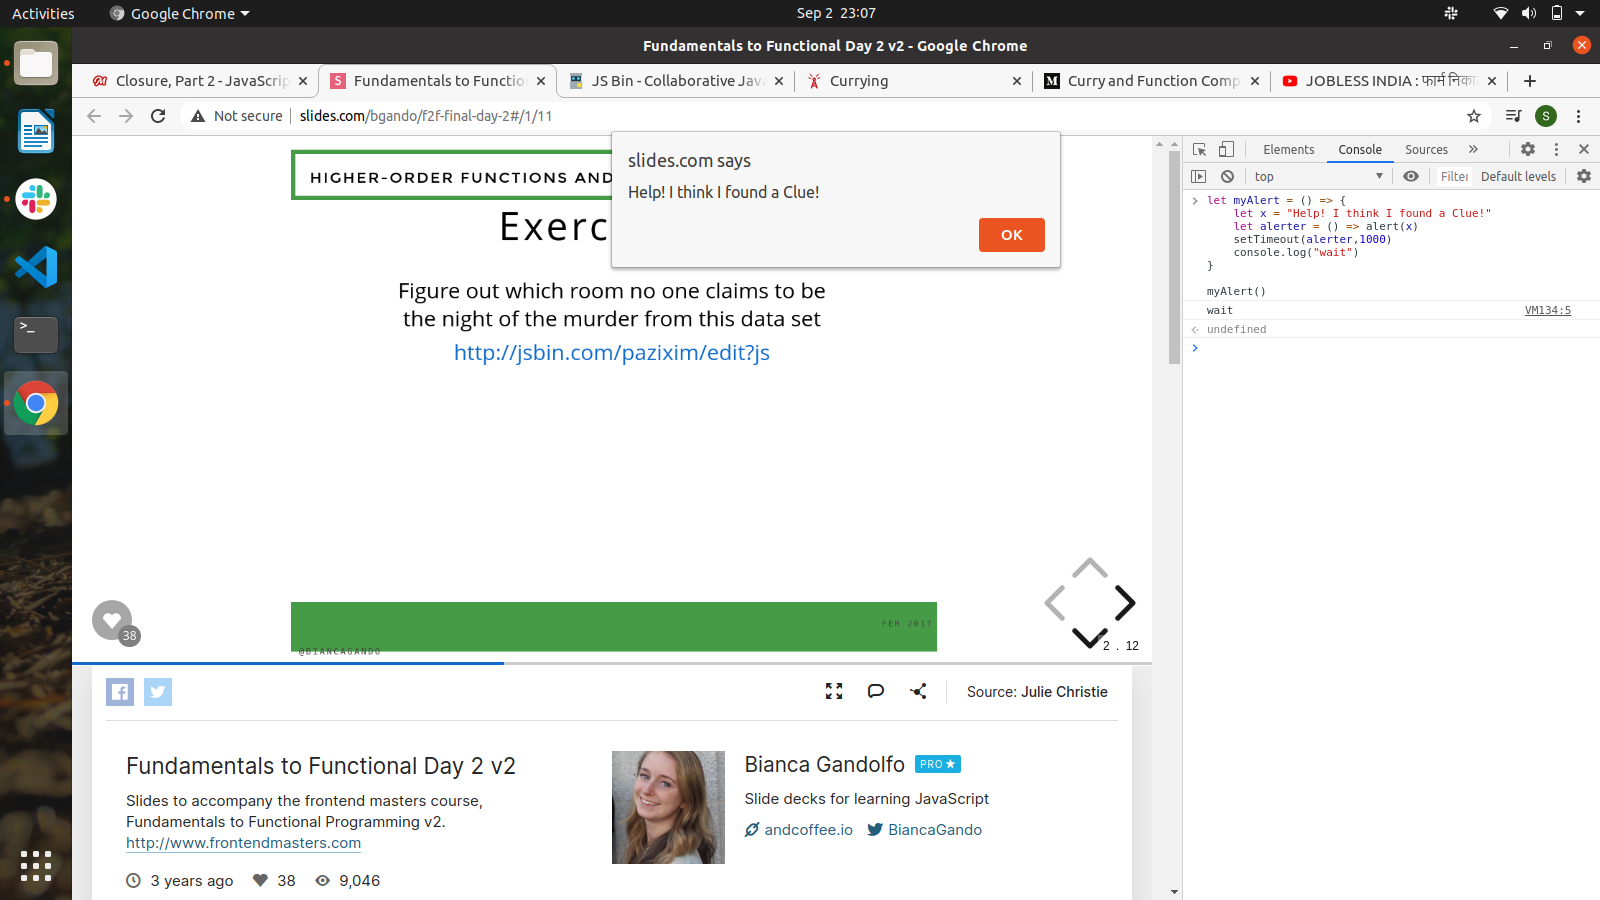 Activities
Google Chrome
Sep 2 23:07
Fundamentals to Functional Day 2 v2 - Google Chrome
Closure, Part 2 - JavaScrip
Fundamentals to Functio
JS Bin - Collaborative Java
Currying
Curry and Function Comp
JOBLESS INDIA : फार्म निका
Not secure
slides.com/bgando/f2f-final-day-2#/1/11
S
slides.com says
Help! I think I found a Clue!
OK
HIGHER-ORDER FUNCTIONS AND
Exerc
Figure out which room no one claims to be
the night of the murder from this data set
http://jsbin.com/pazixim/edit?js
38
FEM 2017
@BIANCAGANDO
2 . 12
Source: Julie Christie
Fundamentals to Functional Day 2 v2
Slides to accompany the frontend masters course,
Fundamentals to Functional Programming v2.
http://www.frontendmasters.com
3 years ago
38
9,046
Bianca Gandolfo
PRO
Slide decks for learning JavaScript
andcoffee.io
BiancaGando
Elements
Console
Sources
top
Filter
Default levels
let myAlert = () => {
let x = "Help! I think I found a Clue!"
let alerter = () => alert(x)
setTimeout(alerter,1000)
console.log("wait")
}
myAlert()
wait
VM134:5
undefined